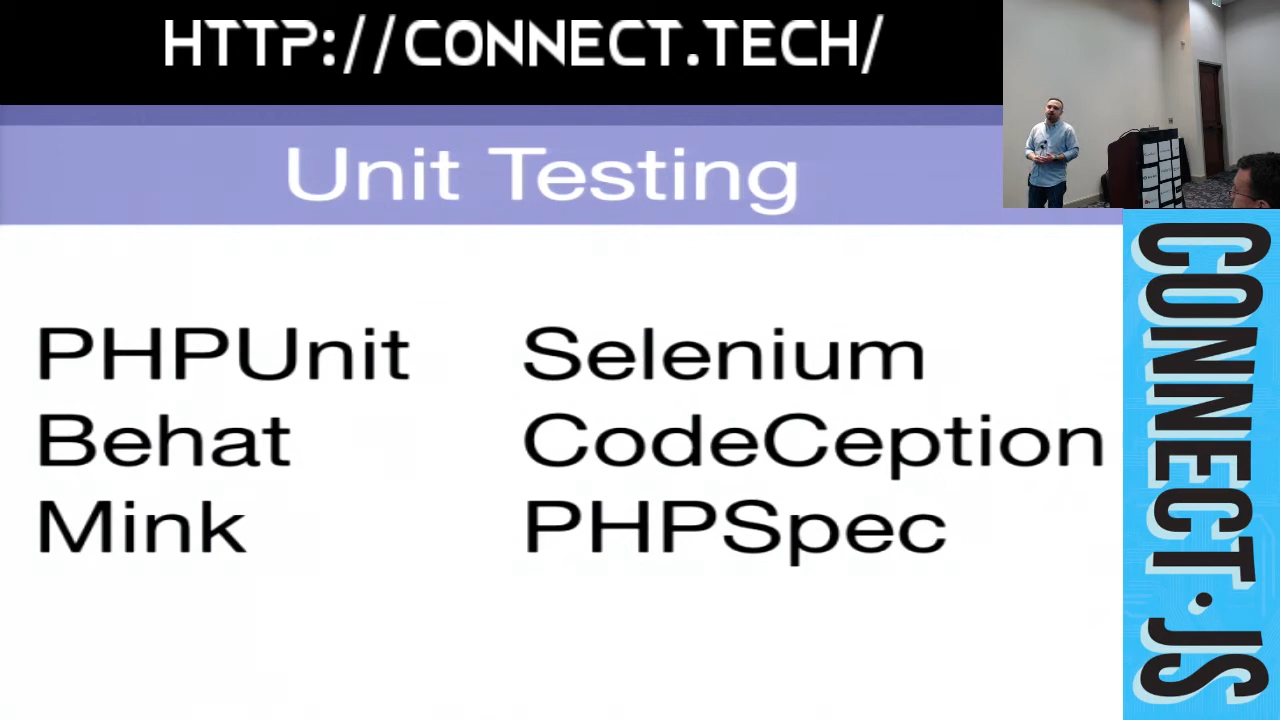 HTTP://CONNECT.TECH/
Unit Testing
PHPUnit
Behat
Mink
Selenium
CodeCeption
PHPSpec
CONNECT.JS